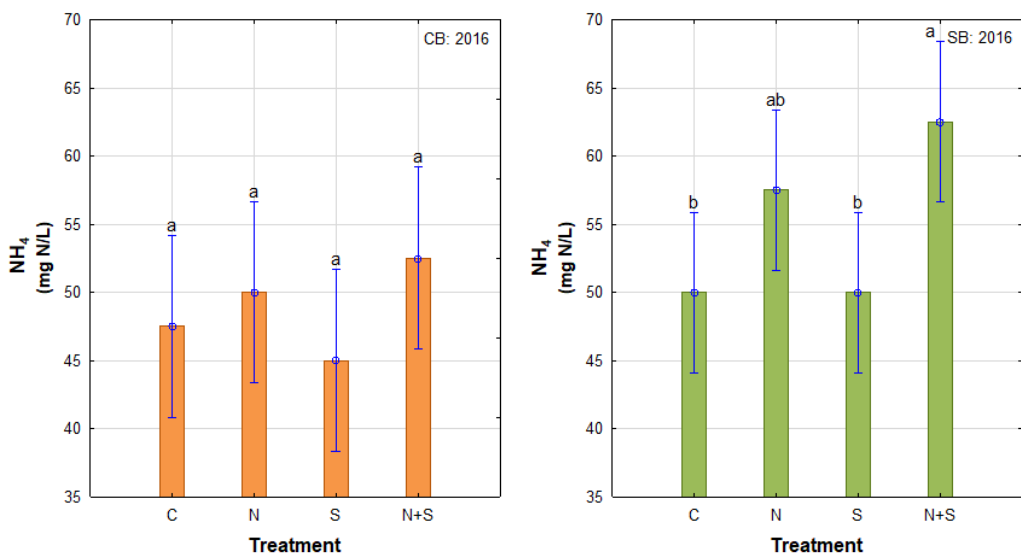 70
65
60
55
50
45
40
35
NH₄
(mg N/L)
CB: 2016
a
a
a
a
C N S N+S
Treatment
70
65
60
55
50
45
40
35
NH₄
(mg N/L)
SB: 2016
a
ab
b
b
C N S N+S
Treatment